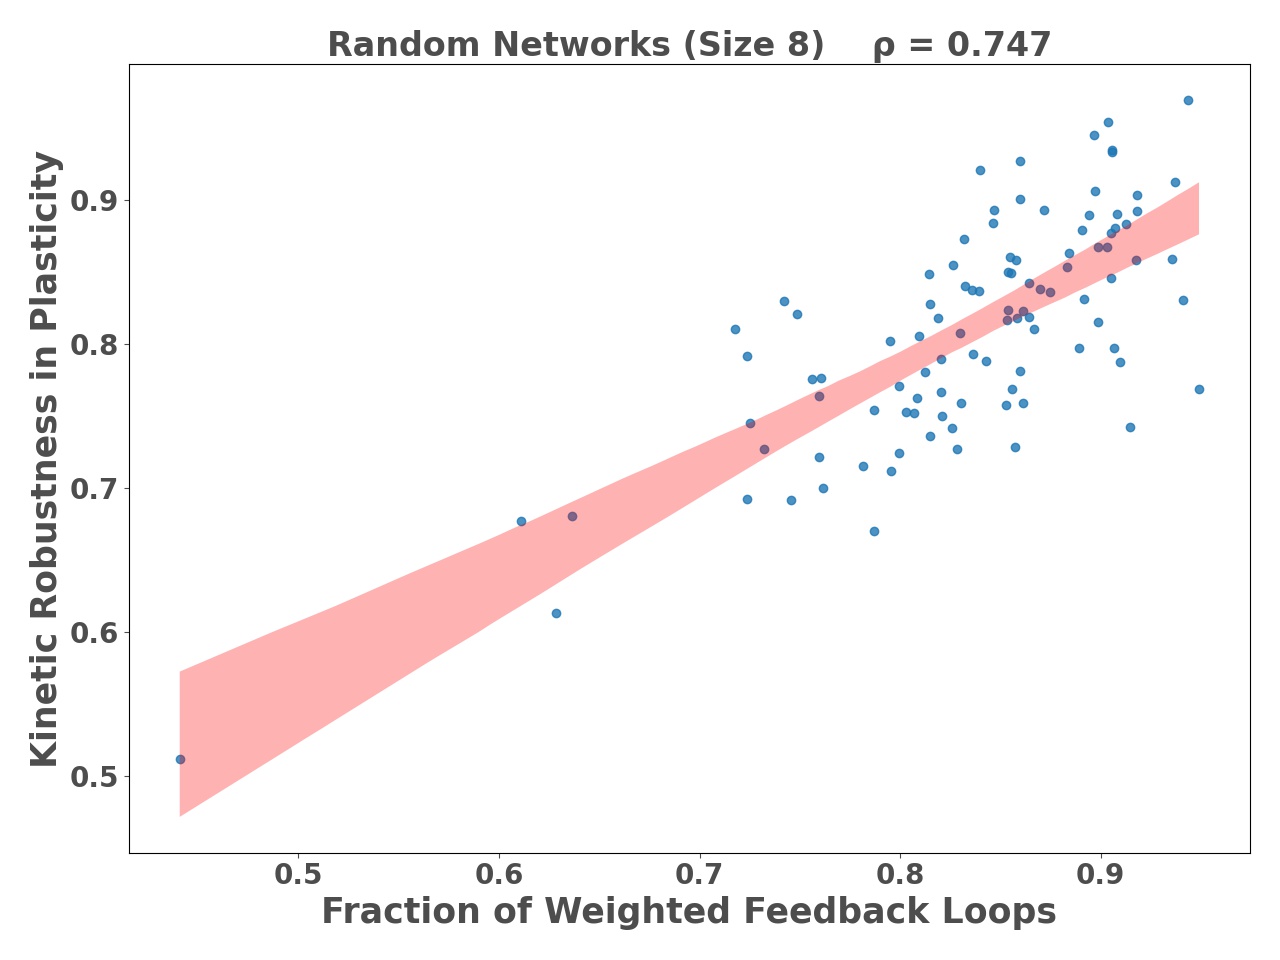 Random Networks (Size 8)    ρ = 0.747
Kinetic Robustness in Plasticity
0.9
0.8
0.7
0.6
0.5
0.5 0.6 0.7 0.8 0.9
Fraction of Weighted Feedback Loops